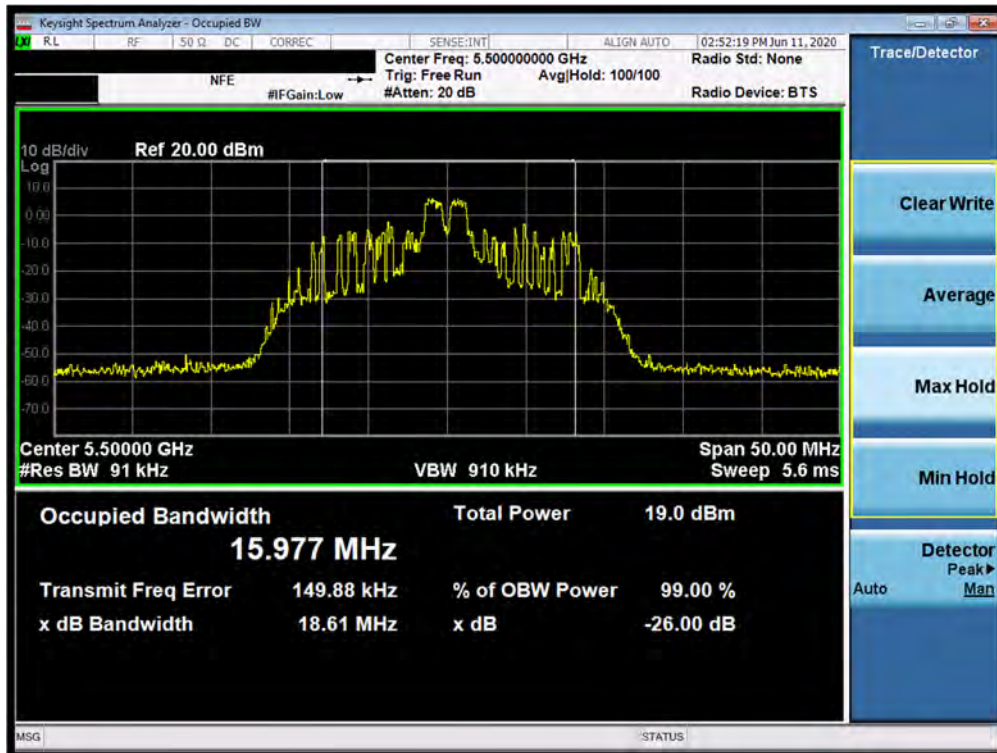 Keysight Spectrum Analyzer - Occupied BW
LXI RL RF 50 Ω DC CORREC SENSE:INT ALIGN AUTO 02:52:19 PM Jun 11, 2020
Center Freq: 5.500000000 GHz Radio Std: None
NFE Trig: Free Run Avg|Hold: 100/100
#IFGain:Low #Atten: 20 dB Radio Device: BTS
10 dB/div Ref 20.00 dBm
Log
10.0
0.00
-10.0
-20.0
-30.0
-40.0
-50.0
-60.0
-70.0
Center 5.50000 GHz Span 50.00 MHz
#Res BW 91 kHz VBW 910 kHz Sweep 5.6 ms
Occupied Bandwidth Total Power 19.0 dBm
15.977 MHz
Transmit Freq Error 149.88 kHz % of OBW Power 99.00 %
x dB Bandwidth 18.61 MHz x dB -26.00 dB
MSG STATUS
Trace/Detector
Clear Write
Average
Max Hold
Min Hold
Detector
Peak▶
Auto Man